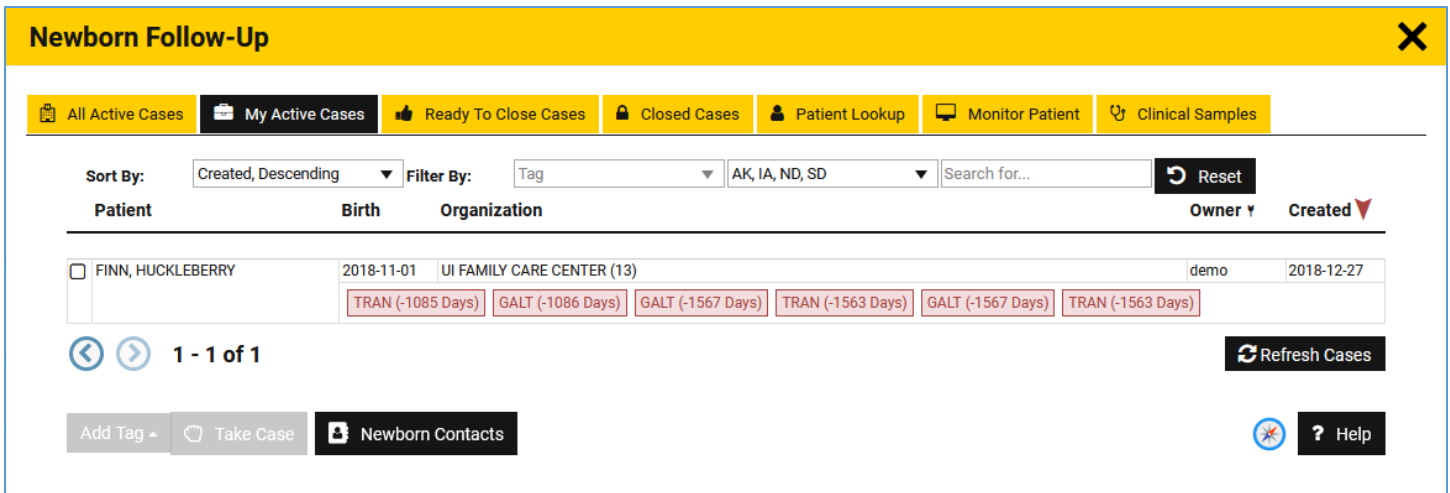 Newborn Follow-Up
All Active Cases My Active Cases Ready To Close Cases Closed Cases Patient Lookup Monitor Patient Clinical Samples
Sort By: Created, Descending Filter By: Tag AK, IA, ND, SD Search for... Reset
Patient Birth Organization Owner Created
FINN, HUCKLEBERRY 2018-11-01 UI FAMILY CARE CENTER (13) demo 2018-12-27
TRAN (-1085 Days) GALT (-1086 Days) GALT (-1567 Days) TRAN (-1563 Days) GALT (-1567 Days) TRAN (-1563 Days)
1 - 1 of 1 Refresh Cases
Add Tag Take Case Newborn Contacts ? Help